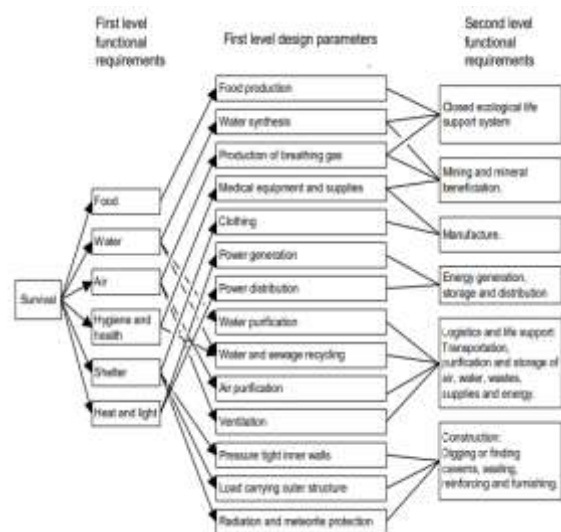 First level
functional
requirements
First level design parameters
Second level
functional
requirements
Survival
Food
Water
Air
Hygiene and
health
Shelter
Heat and light
Food production
Water synthesis
Production of breathing gas
Medical equipment and supplies
Clothing
Power generation
Power distribution
Water purification
Water and sewage recycling
Air purification
Ventilation
Pressure tight inner walls
Load carrying outer structure
Radiation and meteorite protection
Closed ecological life
support system
Mining and mineral
beneficiation.
Manufacture.
Energy generation,
storage and distribution
Logistics and life support:
Transportation,
purification and storage of
air, water, wastes,
supplies and energy.
Construction:
Digging or finding
caverns, sealing,
reinforcing and furnishing.